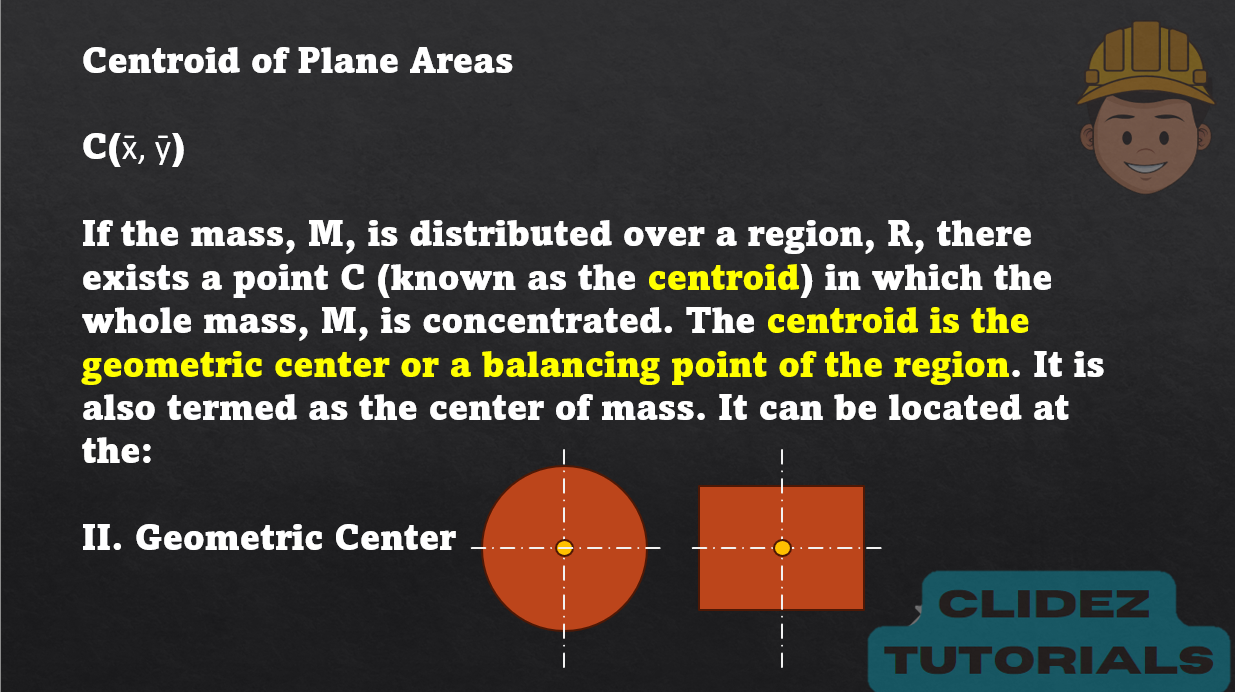 Centroid of Plane Areas
C(x̄, ȳ)
If the mass, M, is distributed over a region, R, there
exists a point C (known as the centroid) in which the
whole mass, M, is concentrated. The centroid is the
geometric center or a balancing point of the region. It is
also termed as the center of mass. It can be located at
the:
II. Geometric Center
CLIDEZ
TUTORIALS